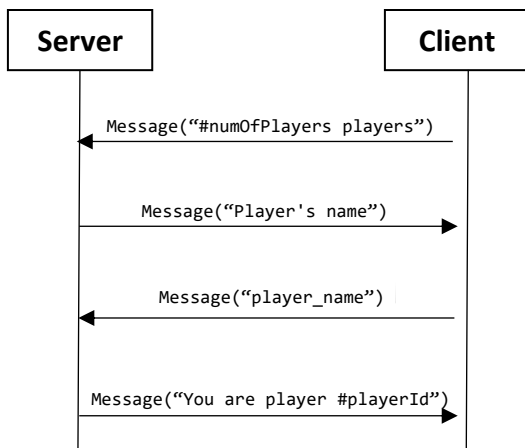 Server
Client
Message(“#numOfPlayers players”)
Message(“Player's name”)
Message(“player_name”)
Message(“You are player #playerId”)